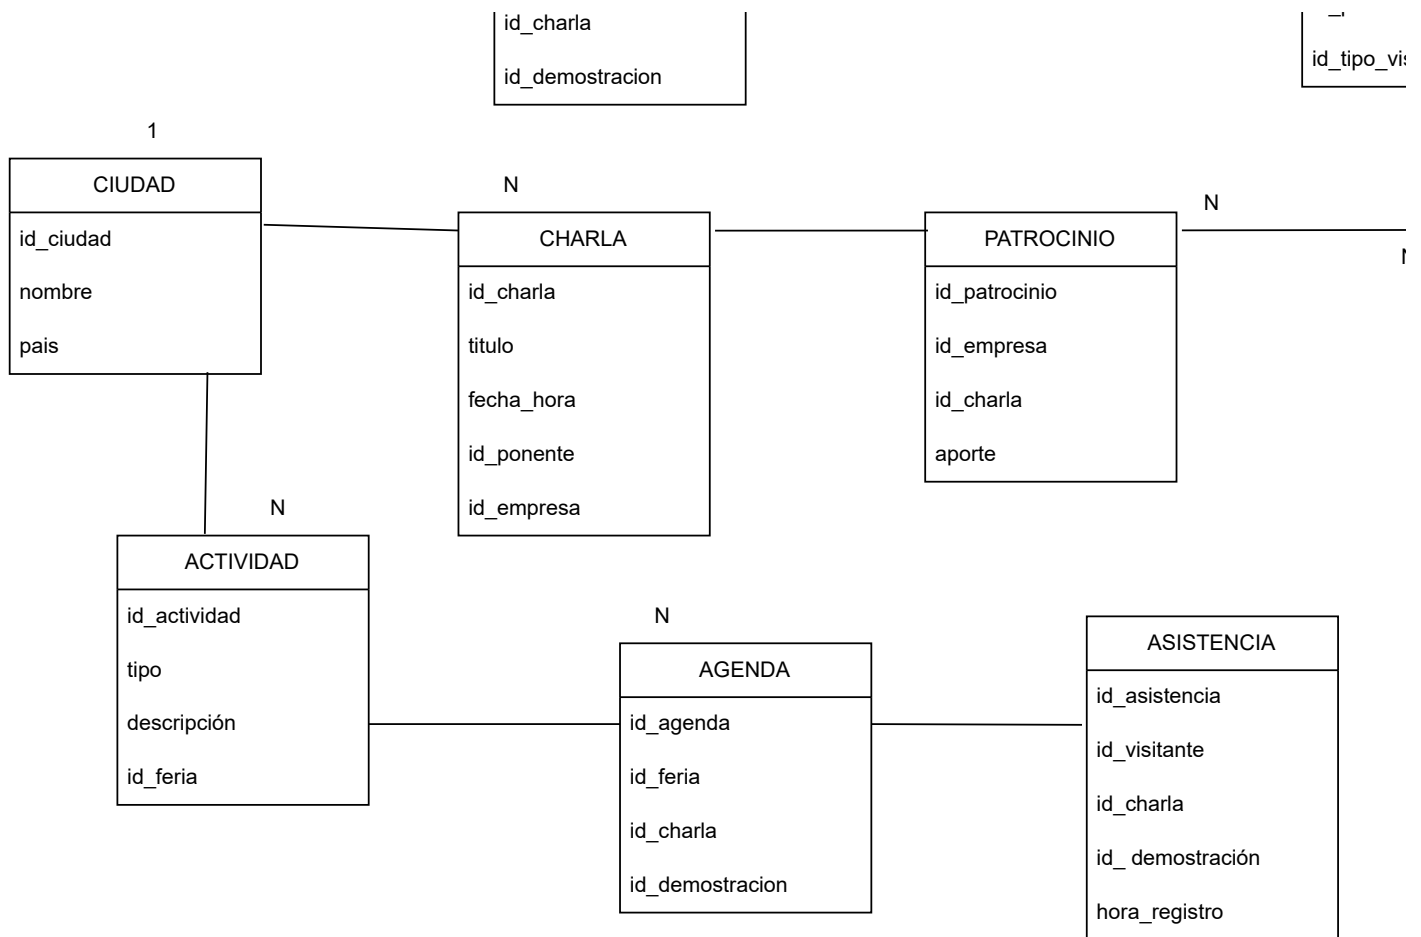 id_charla
id_demostracion
1
CIUDAD
id_ciudad
nombre
pais
N
CHARLA
id_charla
titulo
fecha_hora
id_ponente
id_empresa
N
PATROCINIO
id_patrocinio
id_empresa
id_charla
aporte
N
ACTIVIDAD
id_actividad
tipo
descripción
id_feria
N
AGENDA
id_agenda
id_feria
id_charla
id_demostracion
ASISTENCIA
id_asistencia
id_visitante
id_charla
id_ demostración
hora_registro